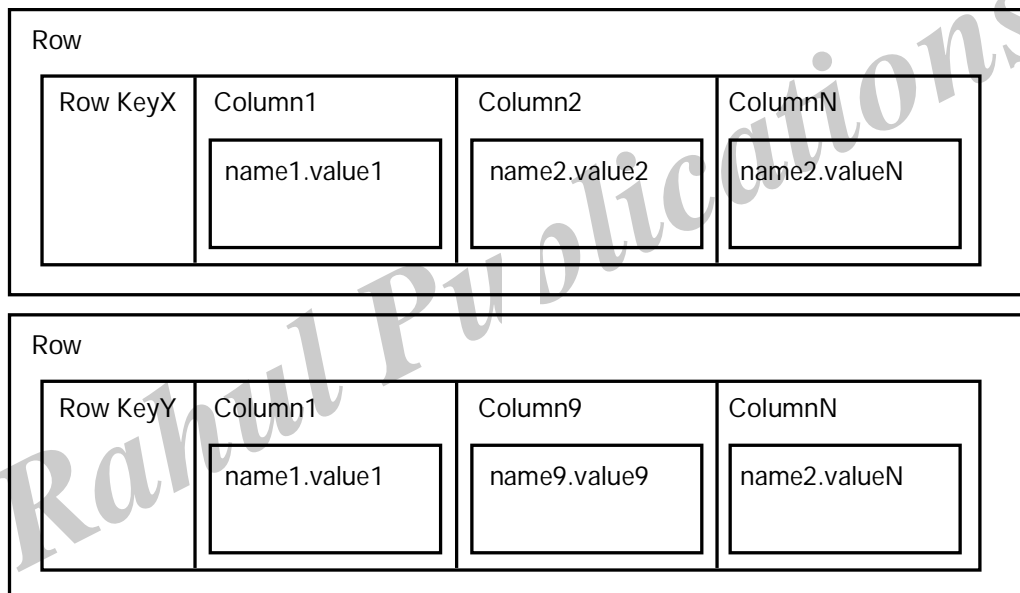 Row
Row KeyX Column1 Column2 ColumnN
name1.value1 name2.value2 name2.valueN
Row
Row KeyY Column1 Column9 ColumnN
name1.value1 name9.value9 name2.valueN
Rahul Publications